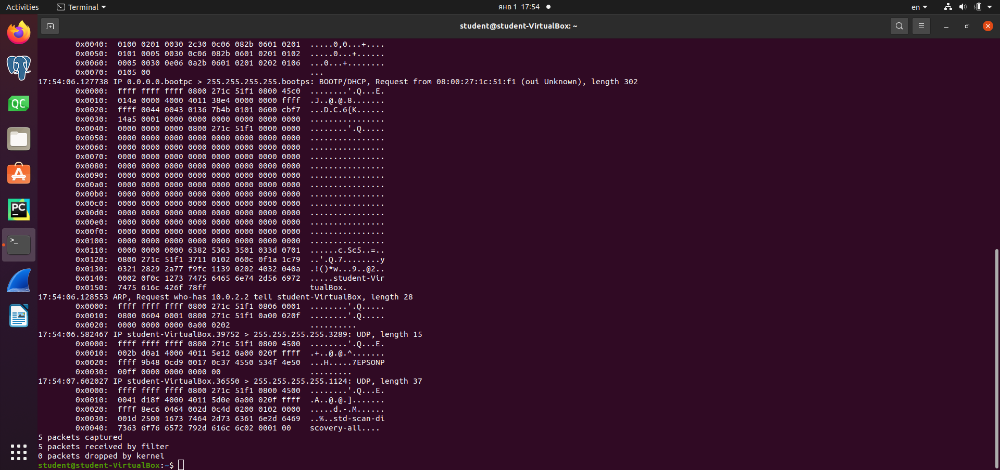 Activities Terminal янв 1 17:54 en
student@student-VirtualBox: ~
0x0040: 0100 0201 0030 2c30 0c06 082b 0601 0201 .....0,0...+....
0x0050: 0101 0005 0030 0c06 082b 0601 0201 0102 .....0...+......
0x0060: 0005 0030 0e06 0a2b 0601 0201 0202 0106 ...0...+........
0x0070: 0105 00 ...
17:54:06.127738 IP 0.0.0.0.bootpc > 255.255.255.255.bootps: BOOTP/DHCP, Request from 08:00:27:1c:51:f1 (oui Unknown), length 302
0x0000: ffff ffff ffff 0800 271c 51f1 0800 45c0 ........'.Q...E.
0x0010: 014a 0000 4000 4011 38e4 0000 0000 ffff .J..@.@.8.......
0x0020: ffff 0044 0043 0136 7b4b 0101 0600 cbf7 ...D.C.6{K......
0x0030: 14a5 0001 0000 0000 0000 0000 0000 0000 ................
0x0040: 0000 0000 0000 0800 271c 51f1 0000 0000 ........'.Q.....
0x0050: 0000 0000 0000 0000 0000 0000 0000 0000 ................
0x0060: 0000 0000 0000 0000 0000 0000 0000 0000 ................
0x0070: 0000 0000 0000 0000 0000 0000 0000 0000 ................
0x0080: 0000 0000 0000 0000 0000 0000 0000 0000 ................
0x0090: 0000 0000 0000 0000 0000 0000 0000 0000 ................
0x00a0: 0000 0000 0000 0000 0000 0000 0000 0000 ................
0x00b0: 0000 0000 0000 0000 0000 0000 0000 0000 ................
0x00c0: 0000 0000 0000 0000 0000 0000 0000 0000 ................
0x00d0: 0000 0000 0000 0000 0000 0000 0000 0000 ................
0x00e0: 0000 0000 0000 0000 0000 0000 0000 0000 ................
0x00f0: 0000 0000 0000 0000 0000 0000 0000 0000 ................
0x0100: 0000 0000 0000 0000 0000 0000 0000 0000 ................
0x0110: 0000 0000 0000 6382 5363 3501 033d 0701 ......c.Sc5..=..
0x0120: 0800 271c 51f1 3711 0102 060c 0f1a 1c79 ..'.Q.7........y
0x0130: 0321 2829 2a77 f9fc 1139 0202 4032 040a .!()*w...9..@2..
0x0140: 0002 0f0c 1273 7475 6465 6e74 2d56 6972 .....student-Vir
0x0150: 7475 616c 426f 78ff tualBox.
17:54:06.128553 ARP, Request who-has 10.0.2.2 tell student-VirtualBox, length 28
0x0000: ffff ffff ffff 0800 271c 51f1 0806 0001 ........'.Q.....
0x0010: 0800 0604 0001 0800 271c 51f1 0a00 020f ........'.Q.....
0x0020: 0000 0000 0000 0a00 0202 ..........
17:54:06.582467 IP student-VirtualBox.39752 > 255.255.255.255.3289: UDP, length 15
0x0000: ffff ffff ffff 0800 271c 51f1 0800 4500 ........'.Q...E.
0x0010: 002b d0a1 4000 4011 5e12 0a00 020f ffff .+..@.@.^.......
0x0020: ffff 9b48 0cd9 0017 0c37 4550 534f 4e50 ...H.....7EPSONP
0x0030: 00ff 0000 0000 0000 00 .........
17:54:07.602027 IP student-VirtualBox.36550 > 255.255.255.255.1124: UDP, length 37
0x0000: ffff ffff ffff 0800 271c 51f1 0800 4500 ........'.Q...E.
0x0010: 0041 d18f 4000 4011 5d0e 0a00 020f ffff .A..@.@.].......
0x0020: ffff 8ec6 0464 002d 0c4d 0200 0102 0000 .....d.-.M......
0x0030: 001d 2500 1673 7464 2d73 6361 6e2d 6469 ..%..std-scan-di
0x0040: 7363 6f76 6572 792d 616c 6c02 0001 00 scovery-all....
5 packets captured
5 packets received by filter
0 packets dropped by kernel
student@student-VirtualBox:~$
QC
PC